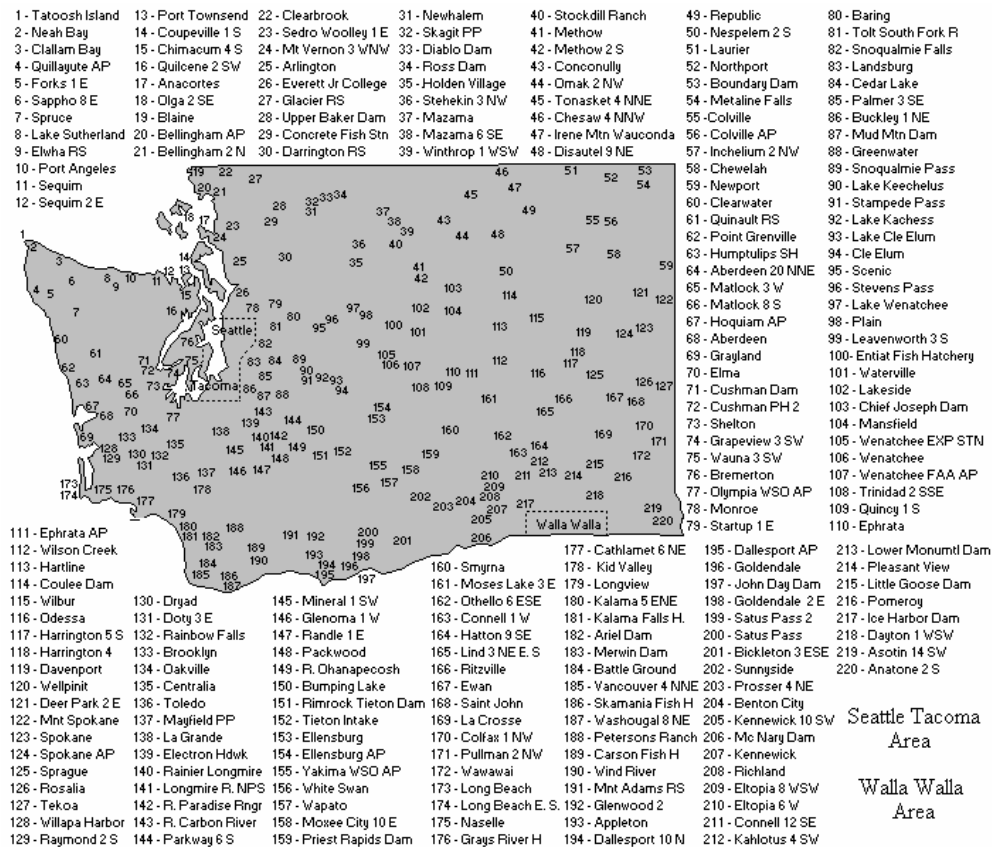 1 - Tatoosh Island
2 - Neah Bay
3 - Clallam Bay
4 - Quillayute AP
5 - Forks 1 E
6 - Sappho 8 E
7 - Spruce
8 - Lake Sutherland
9 - Elwha RS
10 - Port Angeles
11 - Sequim
12 - Sequim 2 E
13 - Port Townsend
14 - Coupeville 1 S
15 - Chimacum 4 S
16 - Quilcene 2 SW
17 - Anacortes
18 - Olga 2 SE
19 - Blaine
20 - Bellingham AP
21 - Bellingham 2 N
22 - Clearbrook
23 - Sedro Woolley 1 E
24 - Mt Vernon 3 WNW
25 - Arlington
26 - Everett Jr College
27 - Glacier RS
28 - Upper Baker Dam
29 - Concrete Fish Stn
30 - Darrington RS
31 - Newhalem
32 - Skagit PP
33 - Diablo Dam
34 - Ross Dam
35 - Holden Village
36 - Stehekin 3 NW
37 - Mazama
38 - Mazama 6 SE
39 - Winthrop 1 WSW
40 - Stockdill Ranch
41 - Methow
42 - Methow 2 S
43 - Conconully
44 - Omak 2 NW
45 - Tonasket 4 NNE
46 - Chesaw 4 NNW
47 - Irene Mtn Wauconda
48 - Disautel 9 NE
49 - Republic
50 - Nespelem 2 S
51 - Laurier
52 - Northport
53 - Boundary Dam
54 - Metaline Falls
55 - Colville
56 - Colville AP
57 - Inchelium 2 NW
58 - Chewelah
59 - Newport
60 - Clearwater
61 - Quinault RS
62 - Point Grenville
63 - Humptulips SH
64 - Aberdeen 20 NNE
65 - Matlock 3 W
66 - Matlock 8 S
67 - Hoquiam AP
68 - Aberdeen
69 - Grayland
70 - Elma
71 - Cushman Dam
72 - Cushman PH 2
73 - Shelton
74 - Grapeview 3 SW
75 - Wauna 3 SW
76 - Bremerton
77 - Olympia WSO AP
78 - Monroe
79 - Startup 1 E
80 - Baring
81 - Tolt South Fork R
82 - Snoqualmie Falls
83 - Landsburg
84 - Cedar Lake
85 - Palmer 3 SE
86 - Buckley 1 NE
87 - Mud Mtn Dam
88 - Greenwater
89 - Snoqualmie Pass
90 - Lake Keechelus
91 - Stampede Pass
92 - Lake Kachess
93 - Lake Cle Elum
94 - Cle Elum
95 - Scenic
96 - Stevens Pass
97 - Lake Wenatchee
98 - Plain
99 - Leavenworth 3 S
100- Entiat Fish Hatchery
101 - Waterville
102 - Lakeside
103 - Chief Joseph Dam
104 - Mansfield
105 - Wenatchee EXP STN
106 - Wenatchee
107 - Wenatchee FAA AP
108 - Trinidad 2 SSE
109 - Quincy 1 S
110 - Ephrata
Seattle
Tacoma
Walla Walla
111 - Ephrata AP
112 - Wilson Creek
113 - Hartline
114 - Coulee Dam
115 - Wilbur
116 - Odessa
117 - Harrington 5 S
118 - Harrington 4
119 - Davenport
120 - Wellpinit
121 - Deer Park 2 E
122 - Mnt Spokane
123 - Spokane
124 - Spokane AP
125 - Sprague
126 - Rosalia
127 - Tekoa
128 - Willapa Harbor
129 - Raymond 2 S
130 - Dryad
131 - Doty 3 E
132 - Rainbow Falls
133 - Brooklyn
134 - Oakville
135 - Centralia
136 - Toledo
137 - Mayfield PP
138 - La Grande
139 - Electron Hdwk
140 - Rainier Longmire
141 - Longmire R. NPS
142 - R. Paradise Rngr
143 - R. Carbon River
144 - Parkway 6 S
145 - Mineral 1 SW
146 - Glenoma 1 W
147 - Randle 1 E
148 - Packwood
149 - R. Ohanapecosh
150 - Bumping Lake
151 - Rimrock Tieton Dam
152 - Tieton Intake
153 - Ellensburg
154 - Ellensburg AP
155 - Yakima WSO AP
156 - White Swan
157 - Wapato
158 - Moxee City 10 E
159 - Priest Rapids Dam
160 - Smyrna
161 - Moses Lake 3 E
162 - Othello 6 ESE
163 - Connell 1 W
164 - Hatton 9 SE
165 - Lind 3 NE E. S
166 - Ritzville
167 - Ewan
168 - Saint John
169 - La Crosse
170 - Colfax 1 NW
171 - Pullman 2 NW
172 - Wawawai
173 - Long Beach
174 - Long Beach E. S.
175 - Naselle
176 - Grays River H
177 - Cathlamet 6 NE
178 - Kid Valley
179 - Longview
180 - Kalama 5 ENE
181 - Kalama Falls H.
182 - Ariel Dam
183 - Merwin Dam
184 - Battle Ground
185 - Vancouver 4 NNE
186 - Skamania Fish H
187 - Washougal 8 NE
188 - Petersons Ranch
189 - Carson Fish H
190 - Wind River
191 - Mnt Adams RS
192 - Glenwood 2
193 - Appleton
194 - Dallesport 10 N
195 - Dallesport AP
196 - Goldendale
197 - John Day Dam
198 - Goldendale 2 E
199 - Satus Pass 2
200 - Satus Pass
201 - Bickleton 3 ESE
202 - Sunnyside
203 - Prosser 4 NE
204 - Benton City
205 - Kennewick 10 SW
206 - Mc Nary Dam
207 - Kennewick
208 - Richland
209 - Eltopia 8 WSW
210 - Eltopia 6 W
211 - Connell 12 SE
212 - Kahlotus 4 SW
213 - Lower Monumtl Dam
214 - Pleasant View
215 - Little Goose Dam
216 - Pomeroy
217 - Ice Harbor Dam
218 - Dayton 1 WSW
219 - Asotin 14 SW
220 - Anatone 2 S
Seattle Tacoma
Area
Walla Walla
Area